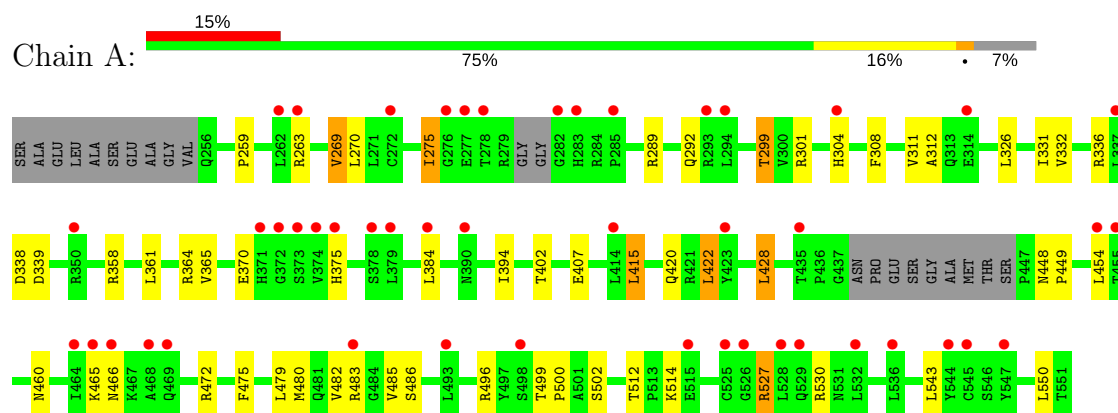 15%
Chain A:
75% 16% • 7%
SER ALA GLU LEU ALA SER GLU ALA GLY VAL Q256 P259 L262 R263 V269 L270 L271 C272 I275 G276 E277 T278 R279 GLY GLY G282 H283 R284 P285 R289 Q292 R293 L294 T299 V300 R301 H304 F308 V311 A312 Q313 E314 L326 I331 V332 R336 L337
D338 D339 R350 R358 L361 R364 V365 E370 H371 G372 S373 V374 H375 S378 L379 L384 N390 I394 T402 E407 L414 L415 Q420 R421 L422 Y423 L428 T435 P436 G437 ASN PRO GLU SER GLY ALA MET THR SER P447 N448 P449 L454 T455
N460 I464 K465 N466 K467 A468 Q469 R472 F475 L479 M480 Q481 V482 R483 G484 V485 S486 L493 R496 Y497 S498 T499 P500 A501 S502 T512 P513 K514 E515 C525 G526 R527 L528 Q529 R530 N531 L532 L536 L543 Y544 C545 S546 Y547 L550 T551